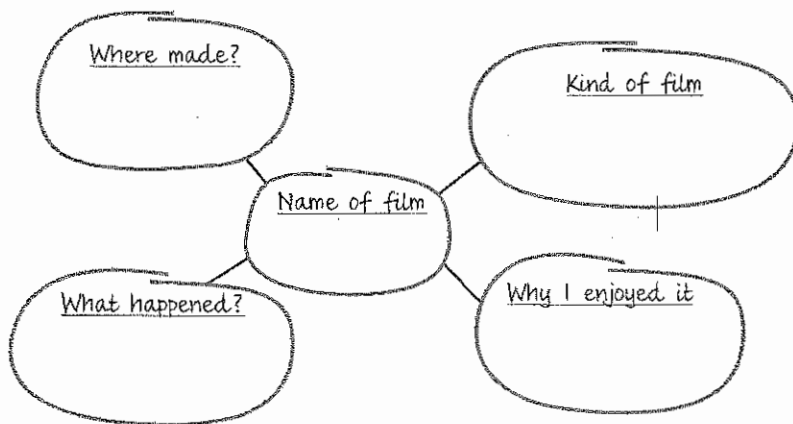 Where made?
Kind of film
Name of film
What happened?
Why I enjoyed it